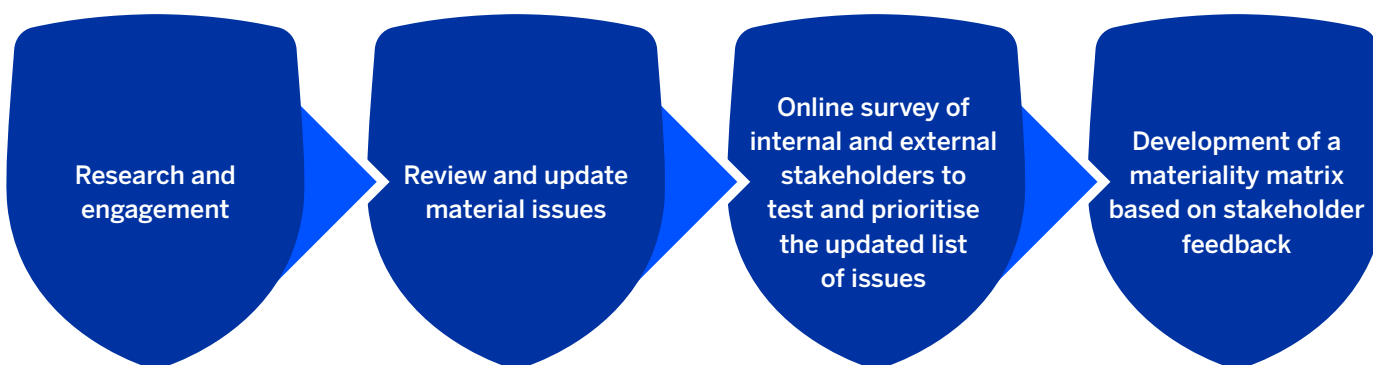 Research and
engagement
Review and update
material issues
Online survey of
internal and external
stakeholders to
test and prioritise
the updated list
of issues
Development of a
materiality matrix
based on stakeholder
feedback